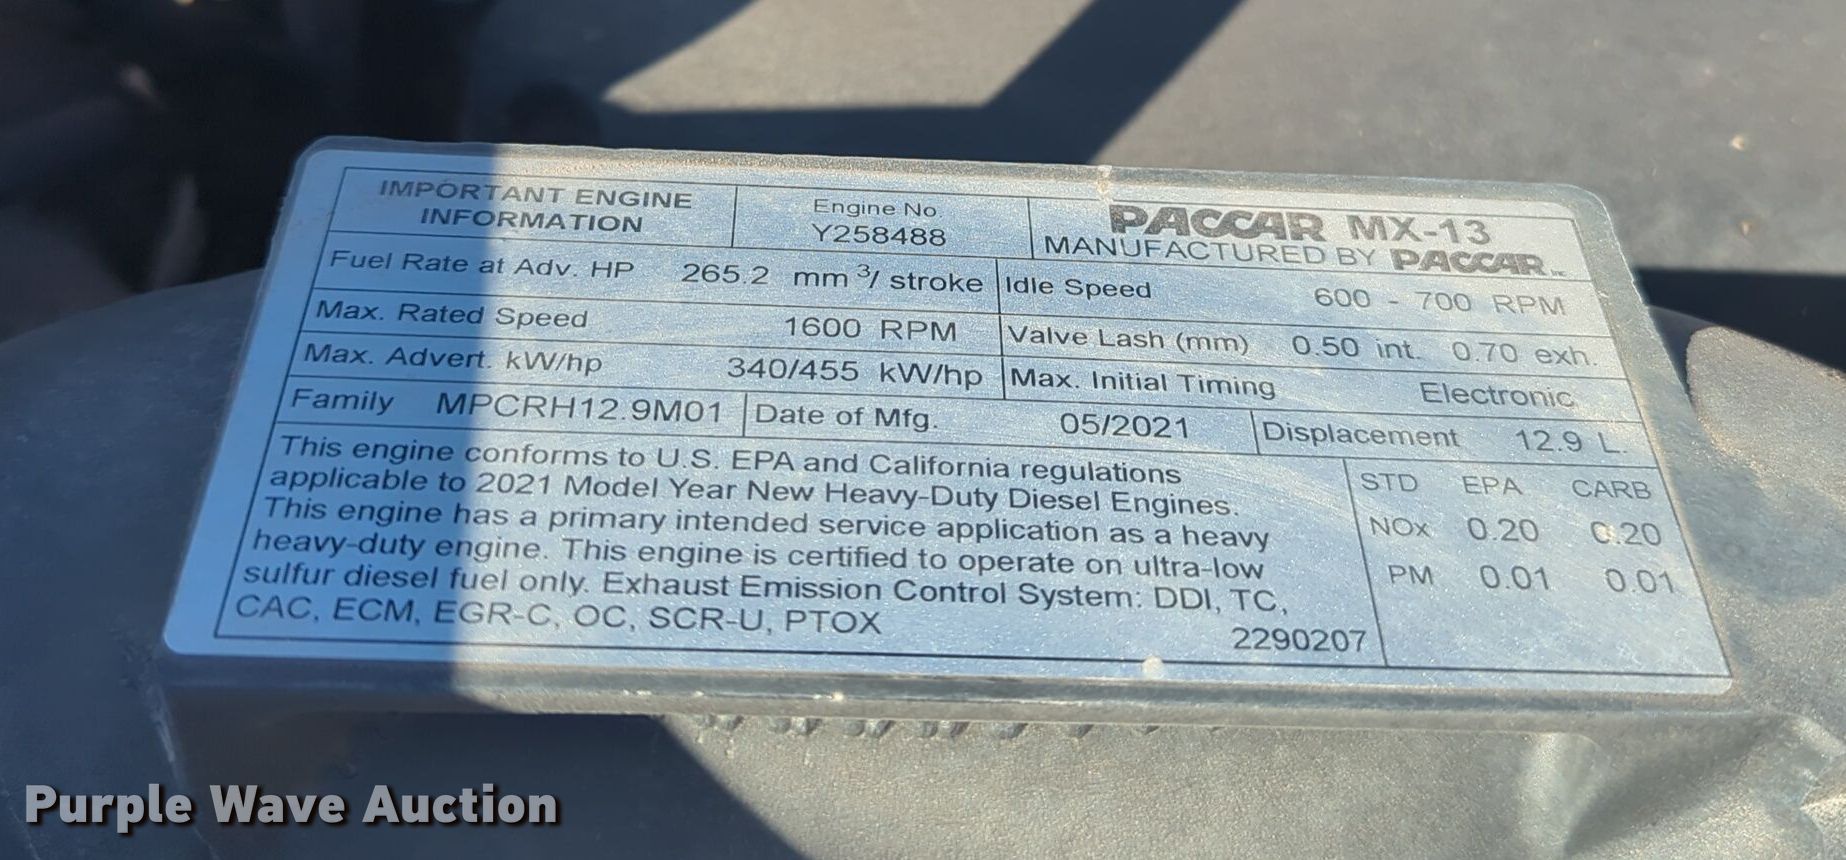 IMPORTANT ENGINE INFORMATION
Engine No.
Y258488
PACCAR MX-13
MANUFACTURED BY PACCAR INC
Fuel Rate at Adv. HP 265.2 mm 3/ stroke
Idle Speed 600 - 700 RPM
Max. Rated Speed 1600 RPM
Valve Lash (mm) 0.50 int. 0.70 exh.
Max. Advert. kW/hp 340/455 kW/hp
Max. Initial Timing Electronic
Family MPCRH12.9M01
Date of Mfg. 05/2021
Displacement 12.9 L.
This engine conforms to U.S. EPA and California regulations
applicable to 2021 Model Year New Heavy-Duty Diesel Engines.
This engine has a primary intended service application as a heavy
heavy-duty engine. This engine is certified to operate on ultra-low
sulfur diesel fuel only. Exhaust Emission Control System: DDI, TC,
CAC, ECM, EGR-C, OC, SCR-U, PTOX
2290207
STD EPA CARB
NOx 0.20 0.20
PM 0.01 0.01
Purple Wave Auction